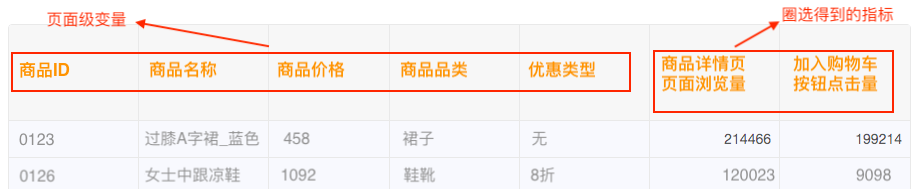 页面级变量
圈选得到的指标
商品ID 商品名称 商品价格 商品品类 优惠类型 商品详情页 加入购物车
页面浏览量 按钮点击量
0123 过膝A字裙_蓝色 458 裙子 无 214466 199214
0126 女士中跟凉鞋 1092 鞋靴 8折 120023 9098